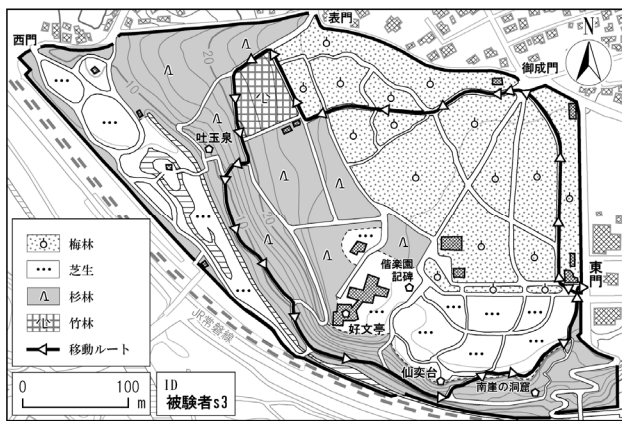 表門
西門
N
御成門
20
10
吐玉泉
10
20
梅林
芝生
杉林
竹林
移動ルート
偕楽園
記碑
好文亭
東門
仙奕台
南崖の洞窟
JR常磐線
0 100
m
ID
被験者s3